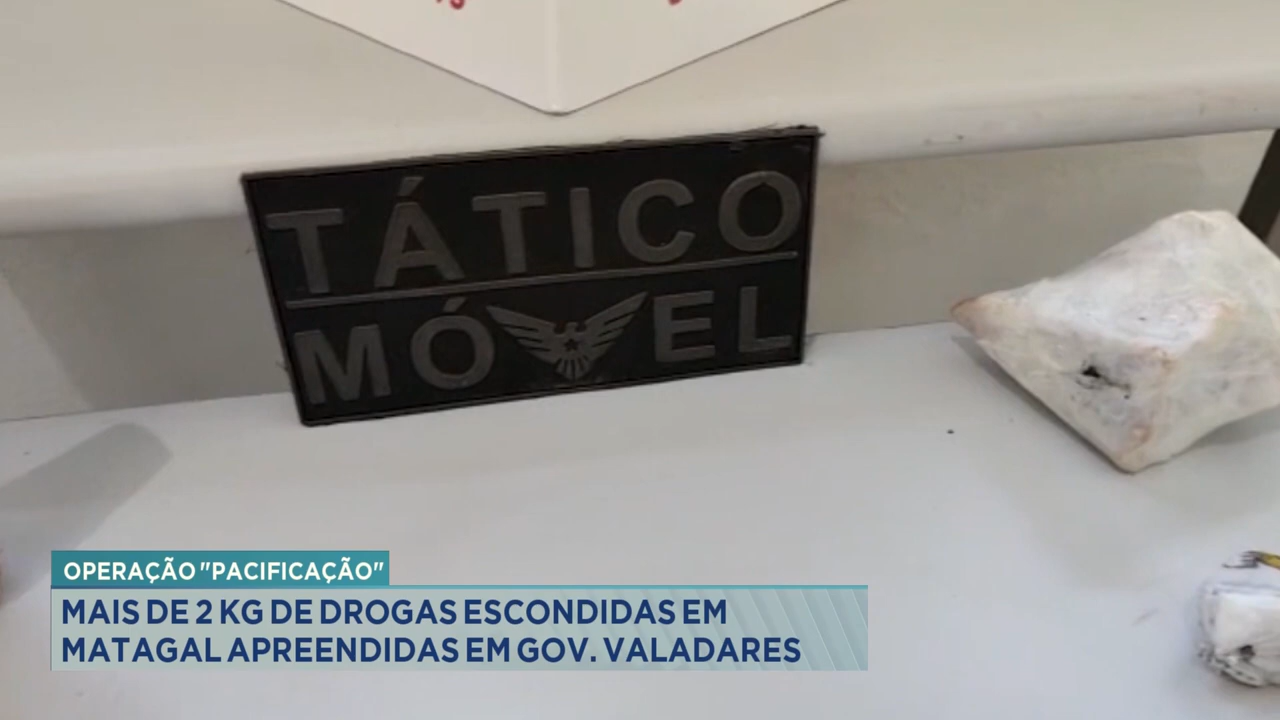 TÁTICO
MÓVEL
OPERAÇÃO "PACIFICAÇÃO"
MAIS DE 2 KG DE DROGAS ESCONDIDAS EM
MATAGAL APREENDIDAS EM GOV. VALADARES